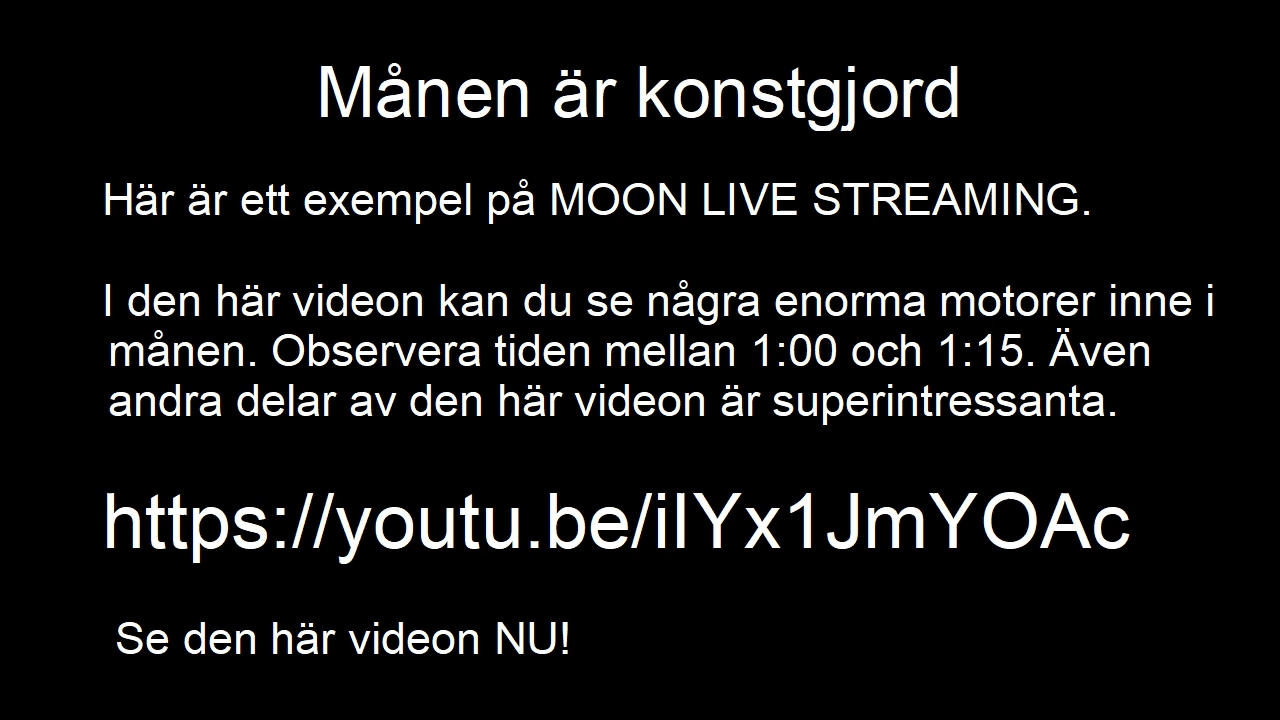 Månen är konstgjord
Här är ett exempel på MOON LIVE STREAMING.
I den här videon kan du se några enorma motorer inne i
månen. Observera tiden mellan 1:00 och 1:15. Även
andra delar av den här videon är superintressanta.
https://youtu.be/iIYx1JmYOAc
Se den här videon NU!